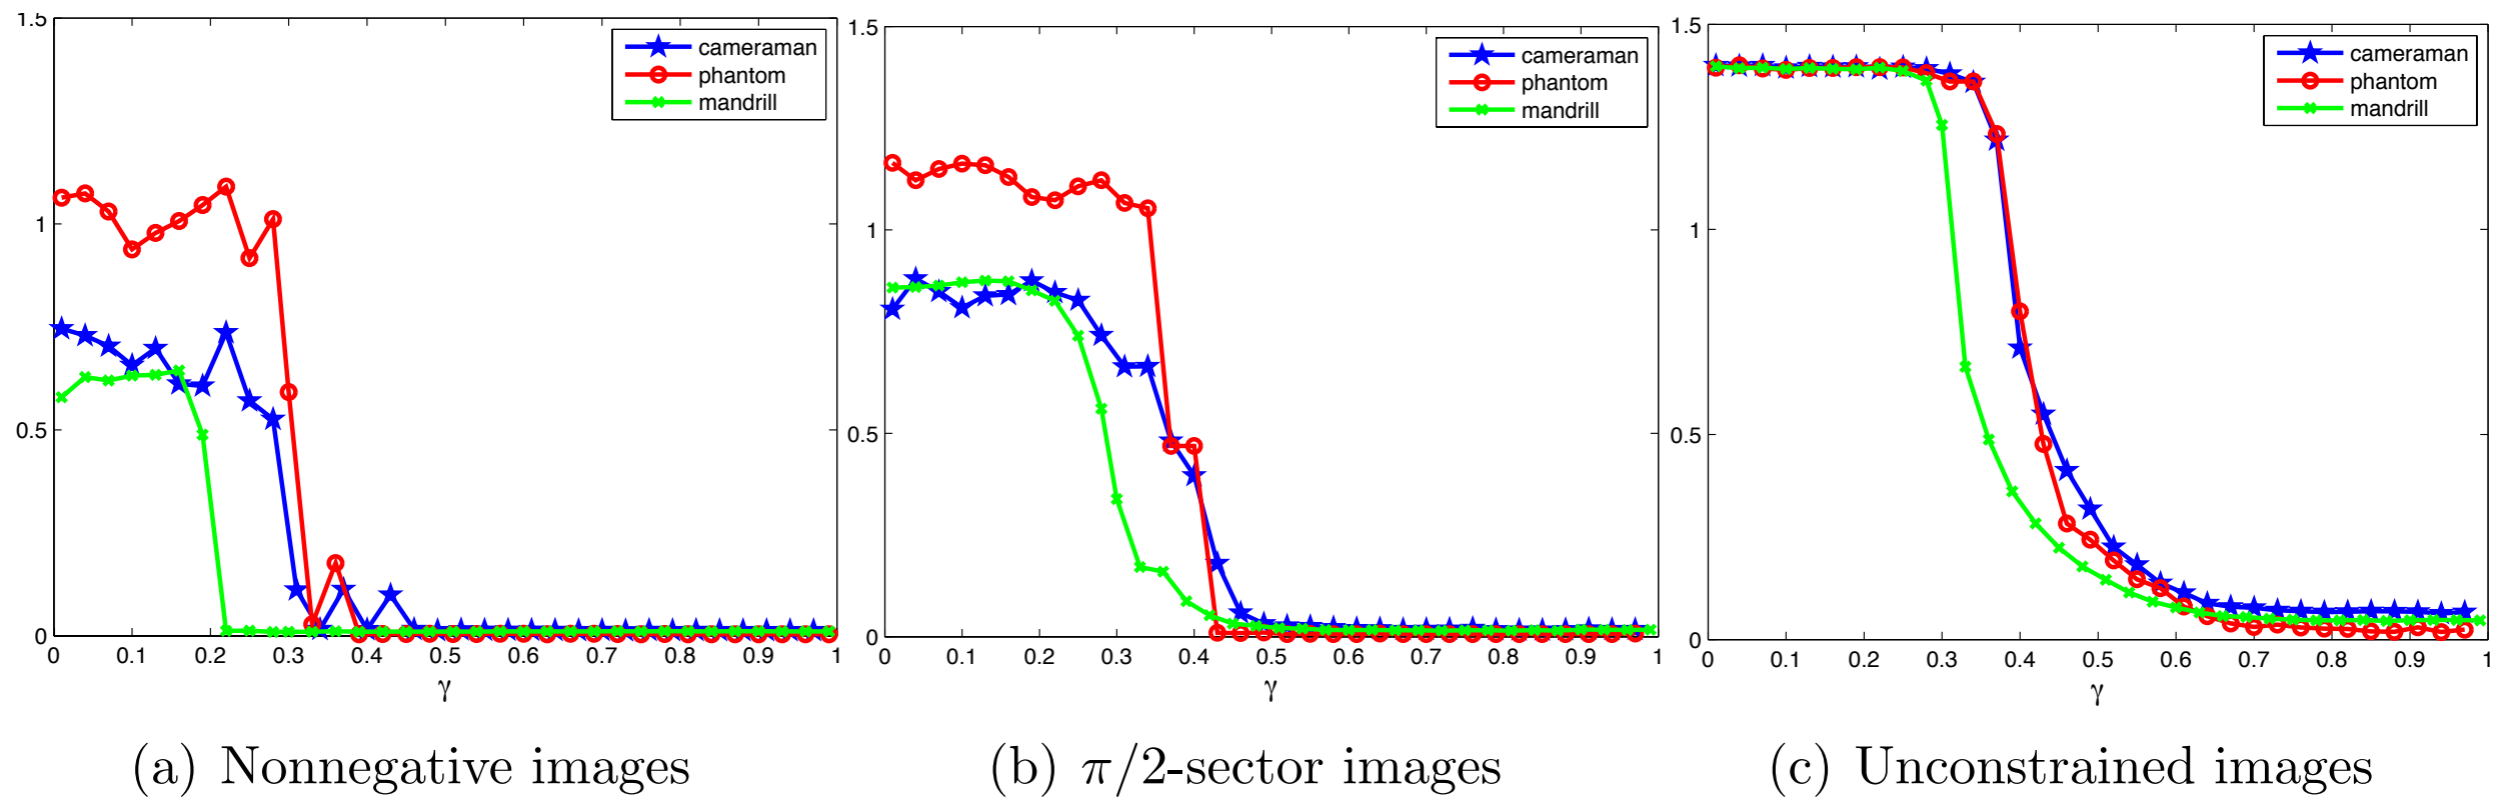 1.5
1
0.5
0
0 0.1 0.2 0.3 0.4 0.5 0.6 0.7 0.8 0.9 1
γ
cameraman
phantom
mandrill
(a) Nonnegative images
1.5
1
0.5
0
0 0.1 0.2 0.3 0.4 0.5 0.6 0.7 0.8 0.9 1
γ
cameraman
phantom
mandrill
(b) π/2-sector images
1.5
1
0.5
0
0 0.1 0.2 0.3 0.4 0.5 0.6 0.7 0.8 0.9 1
γ
cameraman
phantom
mandrill
(c) Unconstrained images